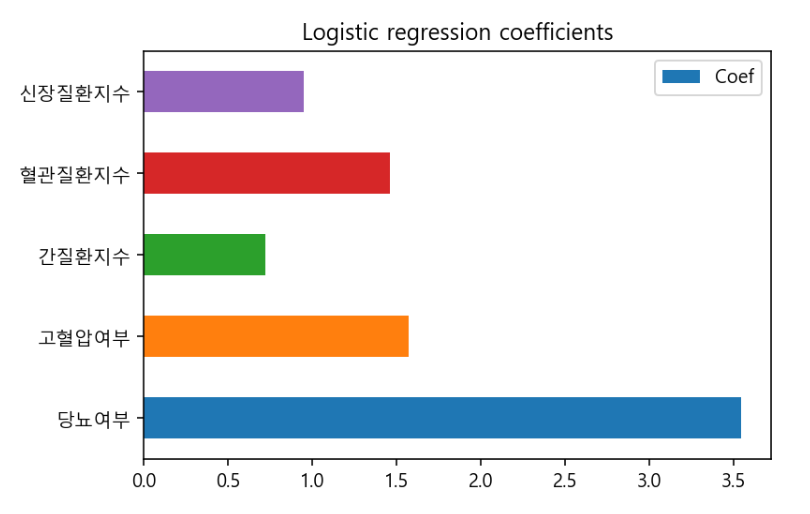 Logistic regression coefficients
Coef
신장질환지수
혈관질환지수
간질환지수
고혈압여부
당뇨여부
0.0 0.5 1.0 1.5 2.0 2.5 3.0 3.5